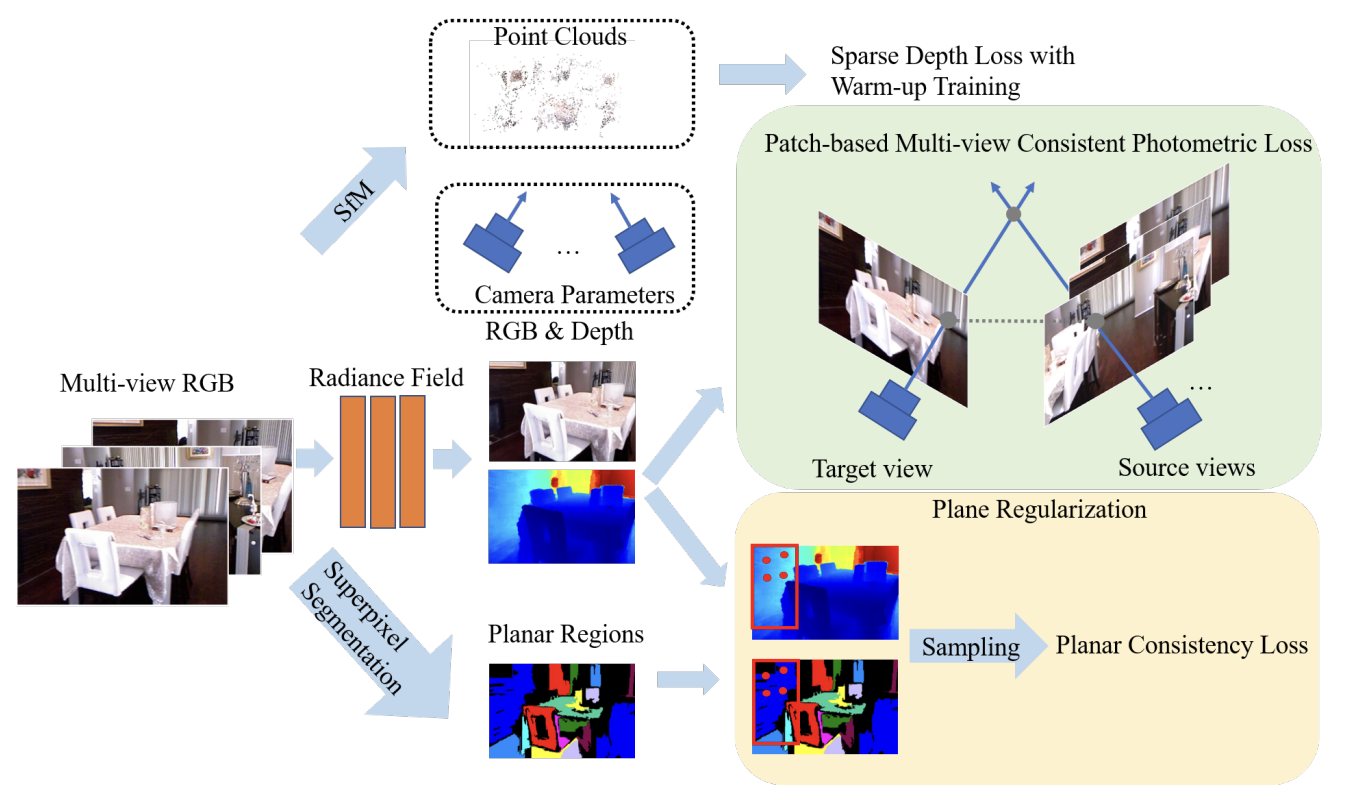 Point Clouds
Sparse Depth Loss with
Warm-up Training
SfM
...
Camera Parameters
Patch-based Multi-view Consistent Photometric Loss
...
Target view
Source views
Multi-view RGB
Radiance Field
RGB & Depth
Superpixel
Segmentation
Planar Regions
Plane Regularization
Sampling
Planar Consistency Loss